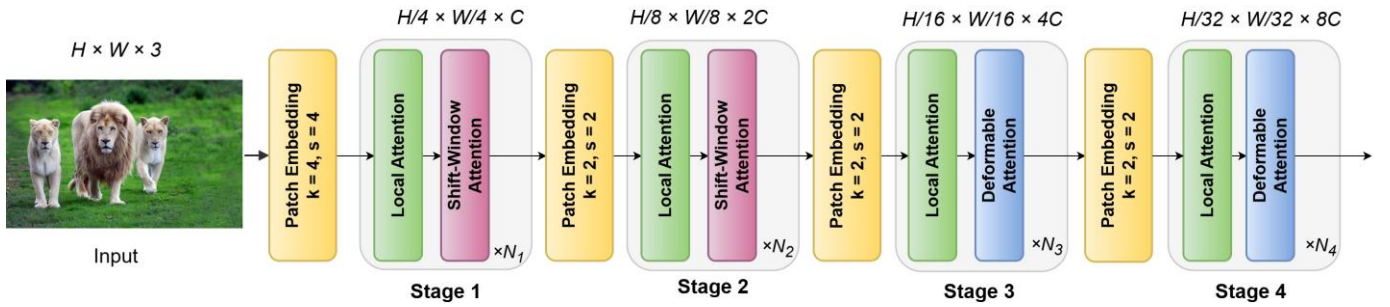 H × W × 3
Input
Patch Embedding
k = 4, s = 4
H/4 × W/4 × C
Local Attention
Shift-Window
Attention
×N₁
Stage 1
Patch Embedding
k = 2, s = 2
H/8 × W/8 × 2C
Local Attention
Shift-Window
Attention
×N₂
Stage 2
Patch Embedding
k = 2, s = 2
H/16 × W/16 × 4C
Local Attention
Deformable
Attention
×N₃
Stage 3
Patch Embedding
k = 2, s = 2
H/32 × W/32 × 8C
Local Attention
Deformable
Attention
×N₄
Stage 4